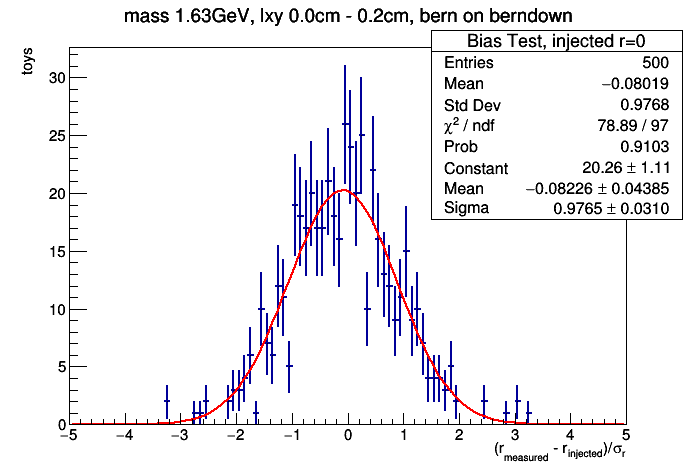 mass 1.63GeV, lxy 0.0cm - 0.2cm, bern on berndown
Bias Test, injected r=0
Entries 500
Mean −0.08019
Std Dev 0.9768
χ² / ndf 78.89 / 97
Prob 0.9103
Constant 20.26 ± 1.11
Mean −0.08226 ± 0.04385
Sigma 0.9765 ± 0.0310
toys
30
25
20
15
10
5
0
−5 −4 −3 −2 −1 0 1 2 3 4 5
(r_measured - r_injected)/σ_r